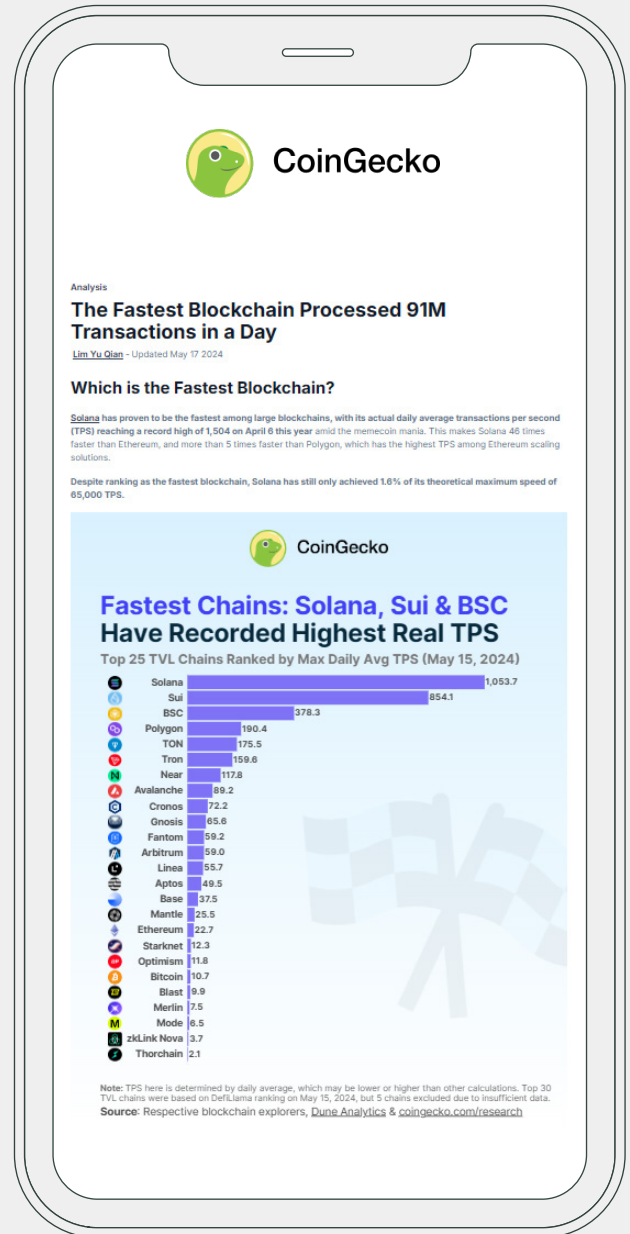 CoinGecko
Analysis
The Fastest Blockchain Processed 91M
Transactions in a Day
Lim Yu Qian - Updated May 17 2024
Which is the Fastest Blockchain?
Solana has proven to be the fastest among large blockchains, with its actual daily average transactions per second
(TPS) reaching a record high of 1,504 on April 6 this year amid the memecoin mania. This makes Solana 46 times
faster than Ethereum, and more than 5 times faster than Polygon, which has the highest TPS among Ethereum scaling
solutions.
Despite ranking as the fastest blockchain, Solana has still only achieved 1.6% of its theoretical maximum speed of
65,000 TPS.
CoinGecko
Fastest Chains: Solana, Sui & BSC
Have Recorded Highest Real TPS
Top 25 TVL Chains Ranked by Max Daily Avg TPS (May 15, 2024)
Solana 1,053.7
Sui 854.1
BSC 378.3
Polygon 190.4
TON 175.5
Tron 159.6
Near 117.8
Avalanche 89.2
Cronos 72.2
Gnosis 65.6
Fantom 59.2
Arbitrum 59.0
Linea 55.7
Aptos 49.5
Base 37.5
Mantle 25.5
Ethereum 22.7
Starknet 12.3
OP Optimism 11.8
Bitcoin 10.7
Blast 9.9
Merlin 7.5
M Mode 6.5
zkLink Nova 3.7
Thorchain 2.1
Note: TPS here is determined by daily average, which may be lower or higher than other calculations. Top 30
TVL chains were based on DefiLlama ranking on May 15, 2024, but 5 chains excluded due to insufficient data.
Source: Respective blockchain explorers, Dune Analytics & coingecko.com/research